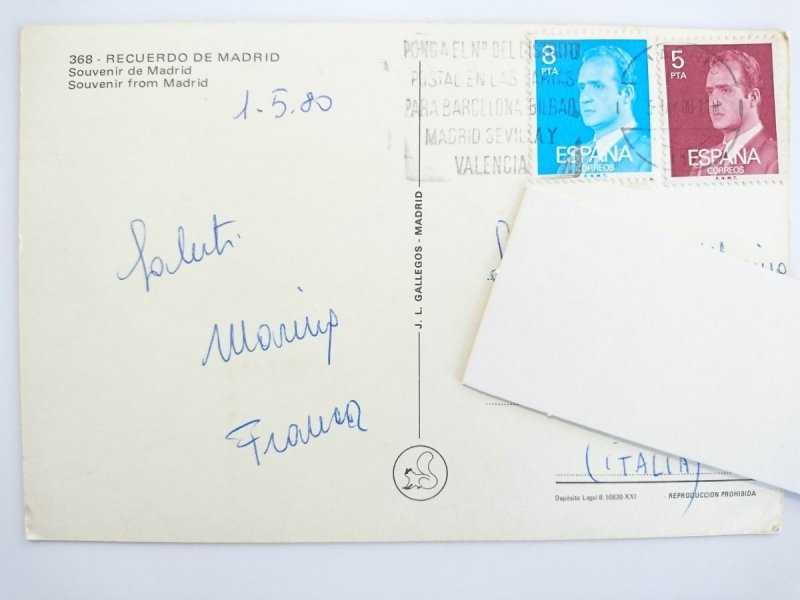 368 - RECUERDO DE MADRID
Souvenir de Madrid
Souvenir from Madrid
1.5.80
Saluti
Marino
Franca
J. L. GALLEGOS - MADRID
PONGA EL Nº DEL DISTRITO
POSTAL EN LAS CARTAS
PARA BARCELONA BILBAO
MADRID SEVILLA Y
VALENCIA
8
PTA
ESPAÑA
CORREOS
F.N.M.T.
5
PTA
ESPAÑA
CORREOS
F.N.M.T.
(ITALIA)
Depósito Legal B. 10830-XXI
REPRODUCCION PROHIBIDA